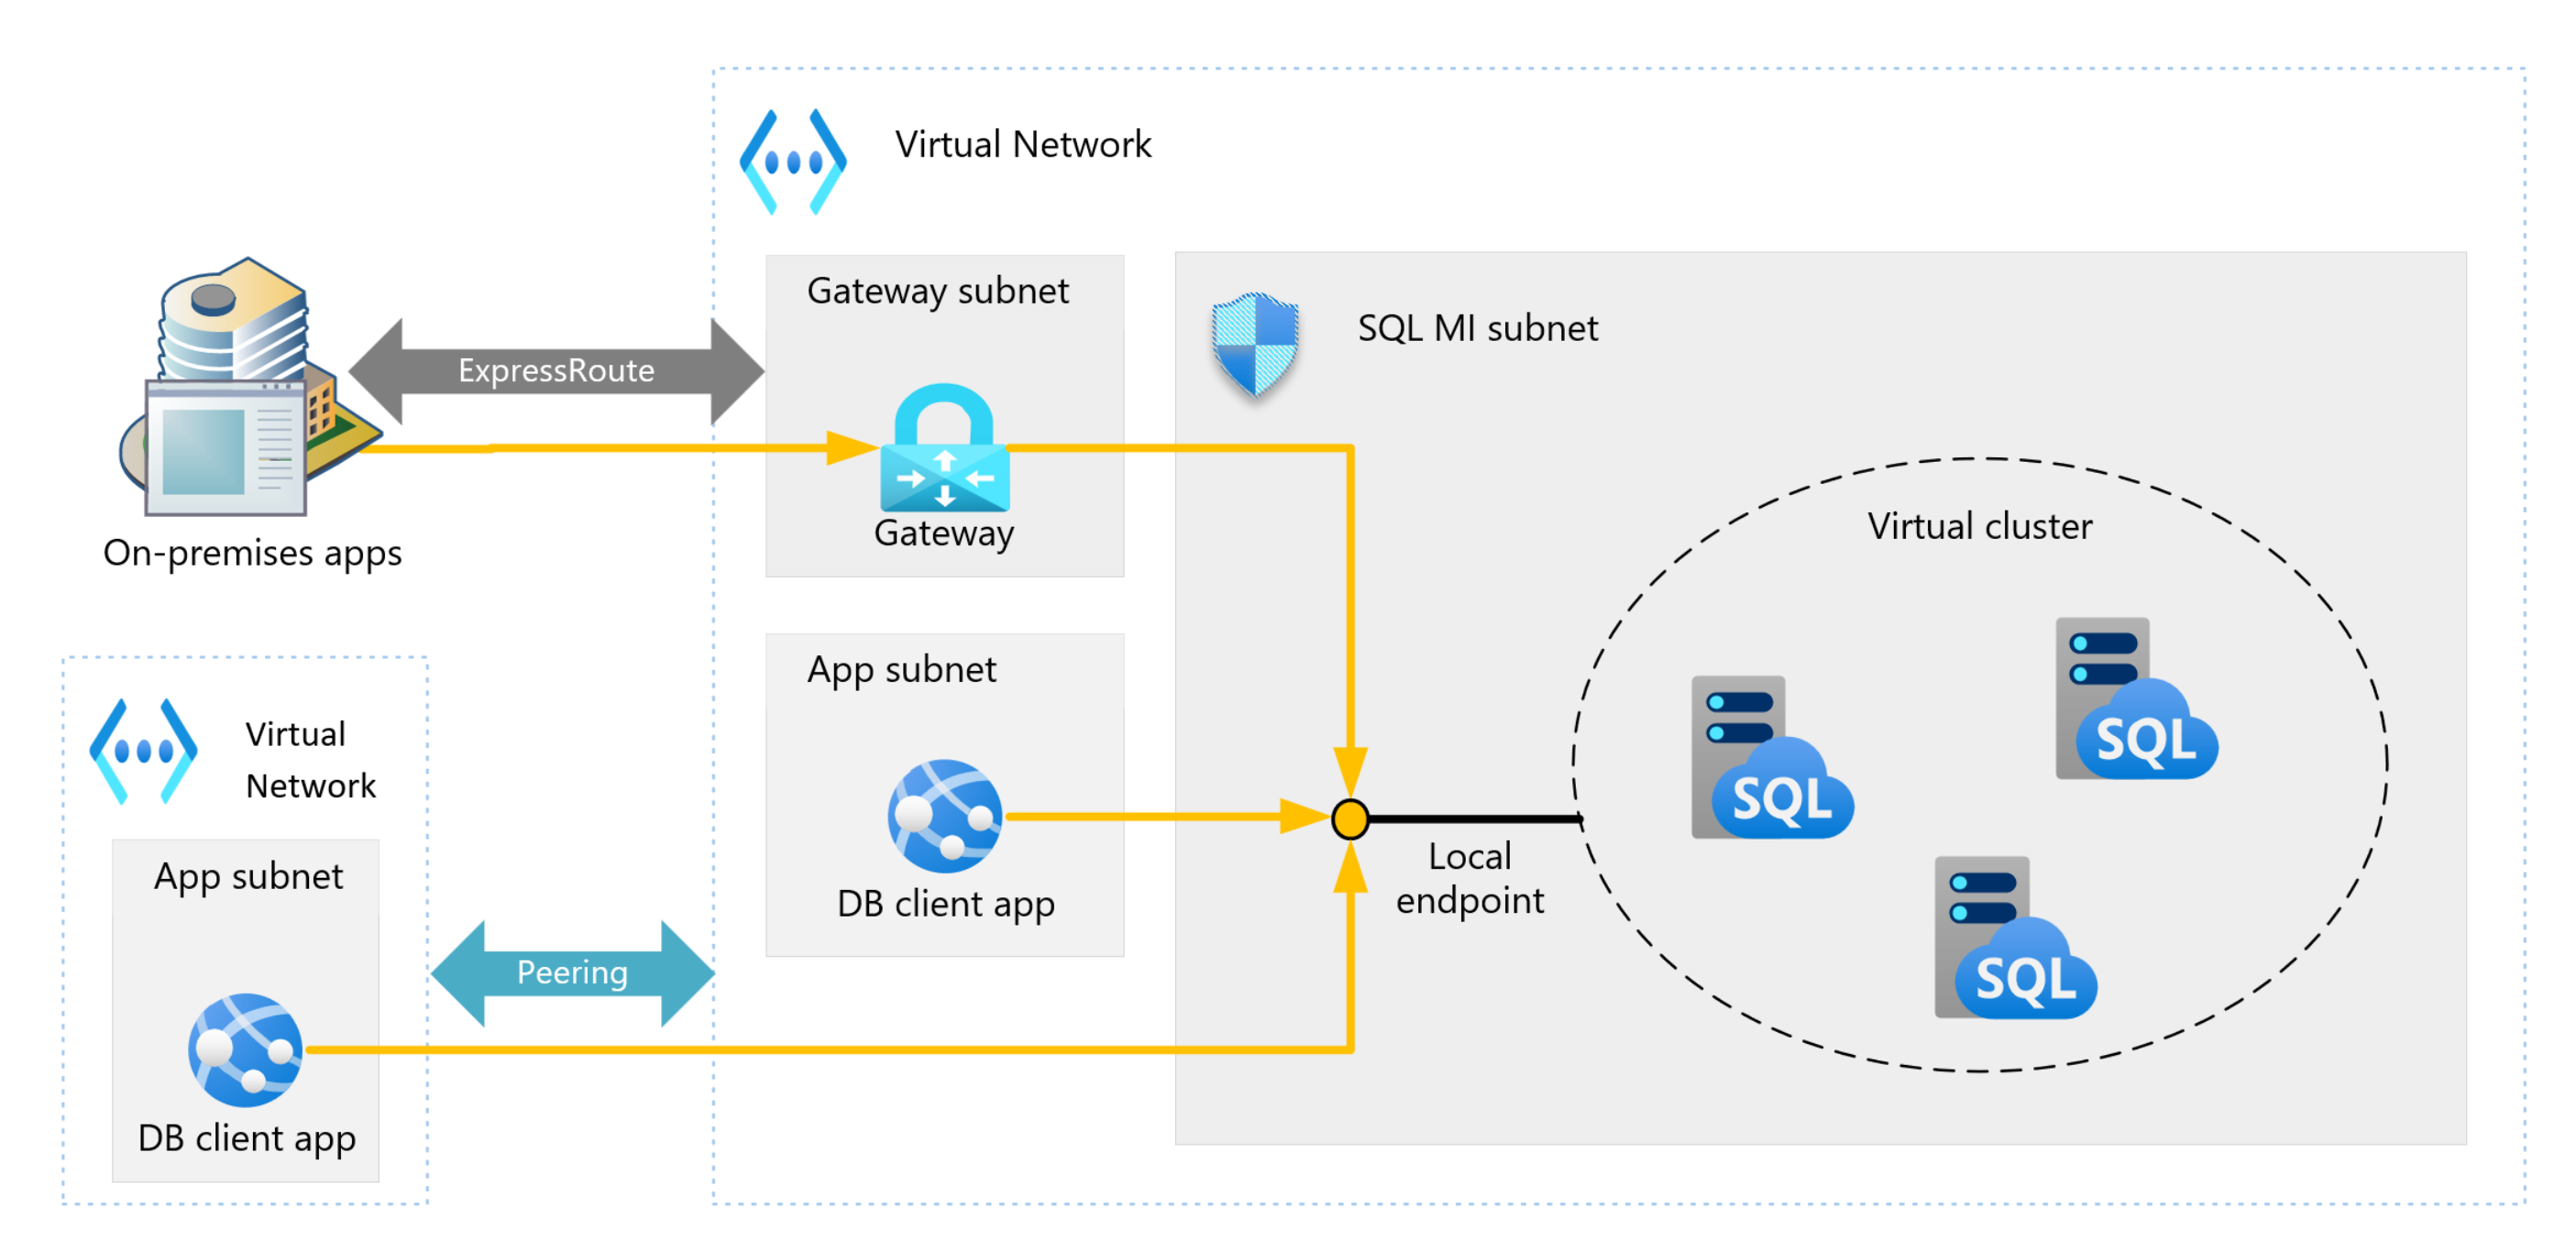 Virtual Network
Gateway subnet
SQL MI subnet
ExpressRoute
Gateway
On-premises apps
Virtual cluster
App subnet
SQL
SQL
SQL
DB client app
Local
endpoint
Virtual
Network
App subnet
Peering
DB client app